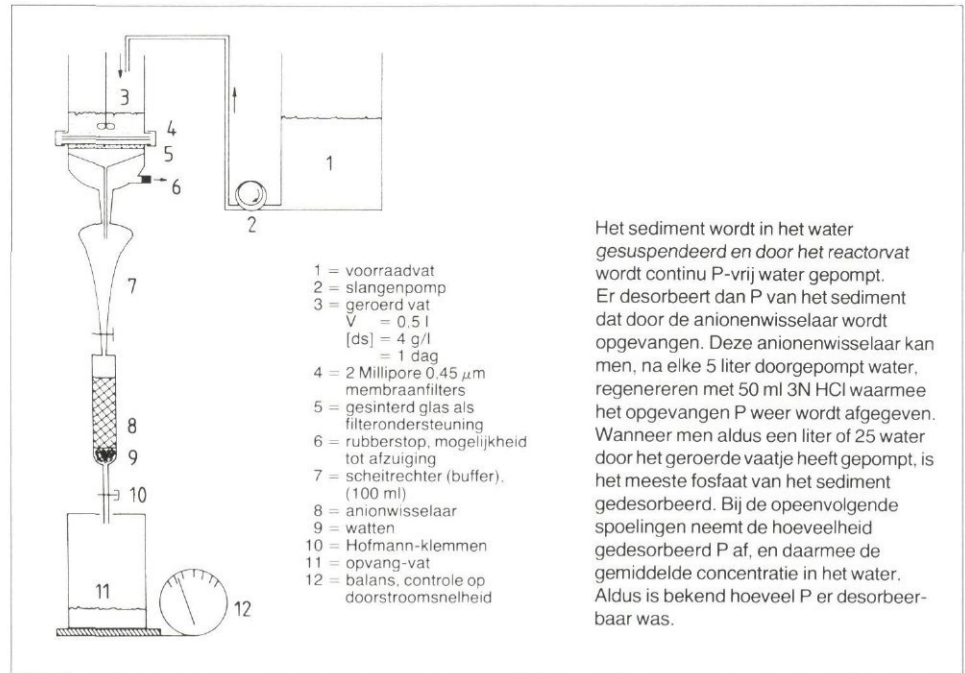 3
4
5
6
1
2
7
8
9
10
11
12
1 = voorraadvat
2 = slangenpomp
3 = geroerd vat
V = 0,5 l
[ds] = 4 g/l
= 1 dag
4 = 2 Millipore 0,45 μm
membraanfilters
5 = gesinterd glas als
filterondersteuning
6 = rubberstop, mogelijkheid
tot afzuiging
7 = scheitrechter (buffer),
(100 ml)
8 = anionwisselaar
9 = watten
10 = Hofmann-klemmen
11 = opvang-vat
12 = balans, controle op
doorstroomsnelheid
Het sediment wordt in het water
gesuspendeerd en door het reactorvat
wordt continu P-vrij water gepompt.
Er desorbeert dan P van het sediment
dat door de anionenwisselaar wordt
opgevangen. Deze anionenwisselaar kan
men, na elke 5 liter doorgepompt water,
regenereren met 50 ml 3N HCl waarmee
het opgevangen P weer wordt afgegeven.
Wanneer men aldus een liter of 25 water
door het geroerde vaatje heeft gepompt, is
het meeste fosfaat van het sediment
gedesorbeerd. Bij de opeenvolgende
spoelingen neemt de hoeveelheid
gedesorbeerd P af, en daarmee de
gemiddelde concentratie in het water.
Aldus is bekend hoeveel P er desorbeer-
baar was.